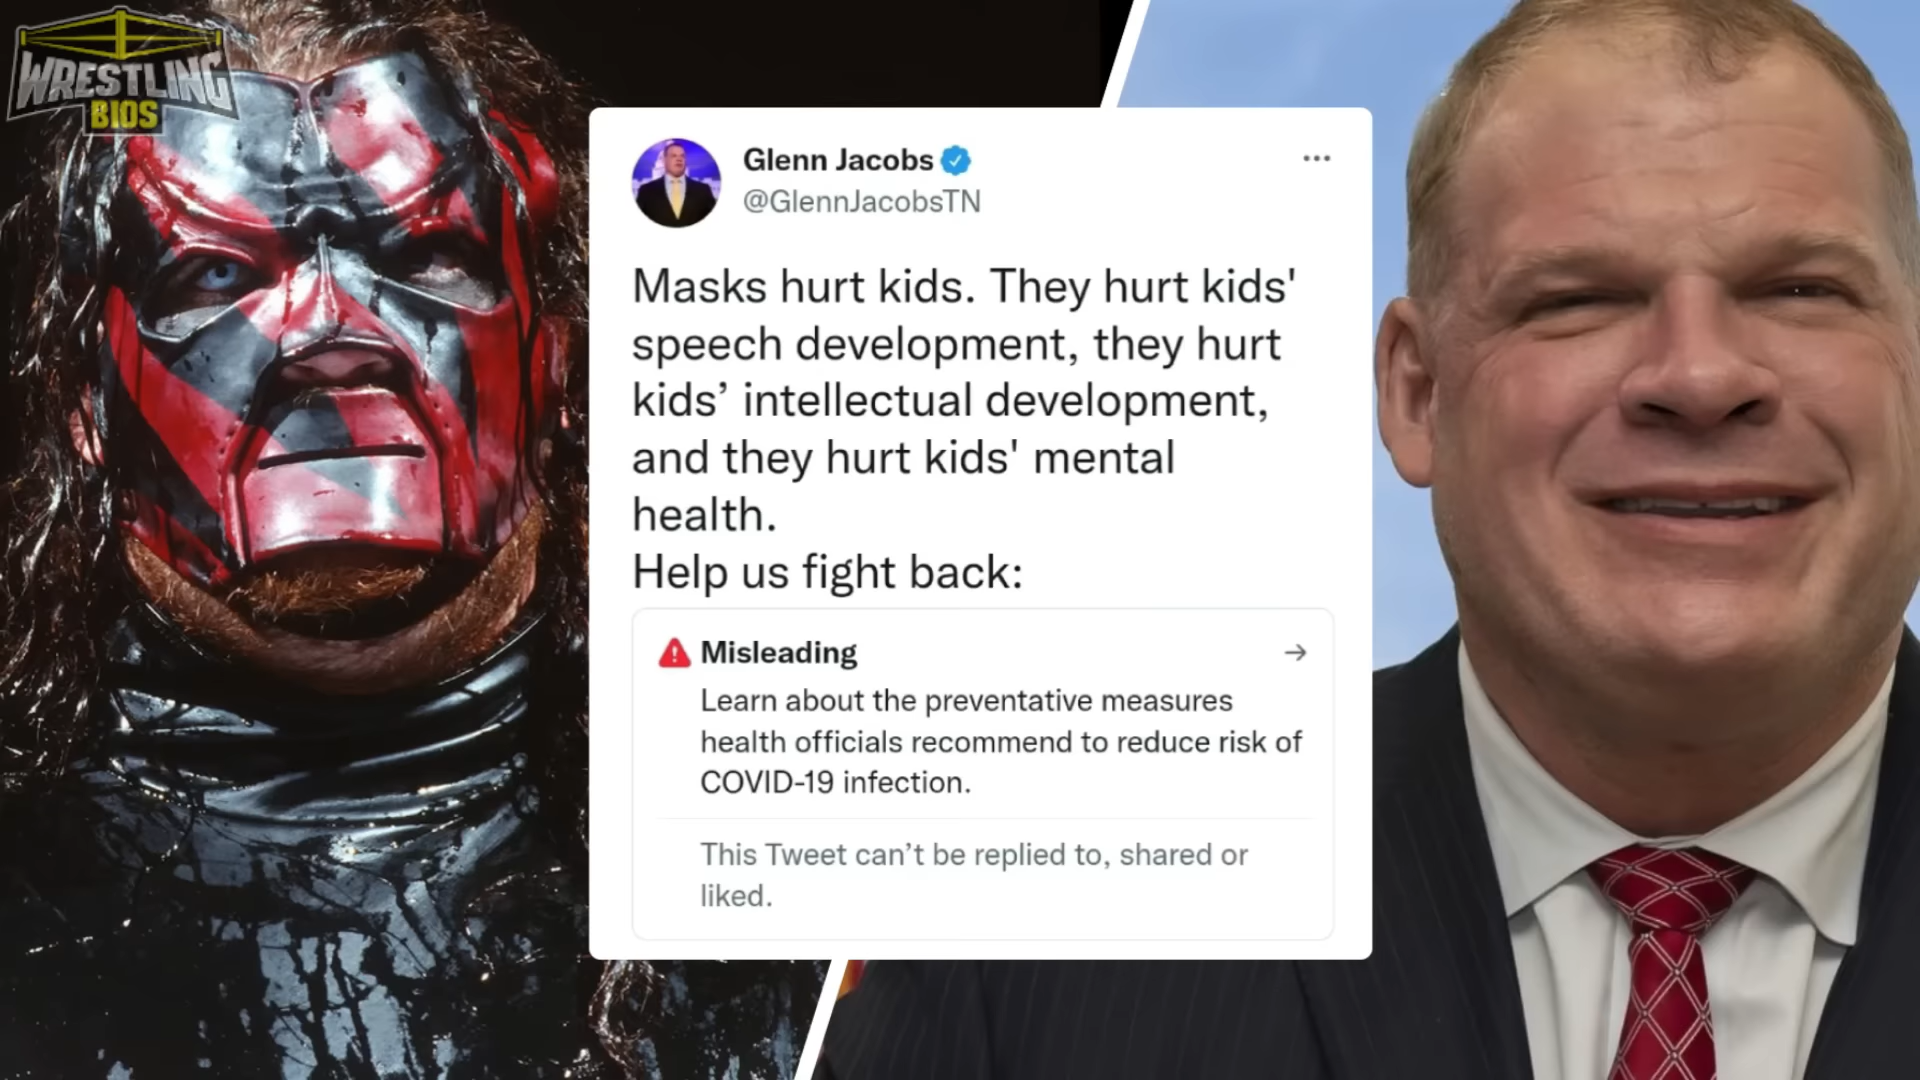 WRESTLING
BIOS
Glenn Jacobs
@GlennJacobsTN
Masks hurt kids. They hurt kids'
speech development, they hurt
kids’ intellectual development,
and they hurt kids' mental
health.
Help us fight back:
Misleading
Learn about the preventative measures
health officials recommend to reduce risk of
COVID-19 infection.
This Tweet can’t be replied to, shared or
liked.